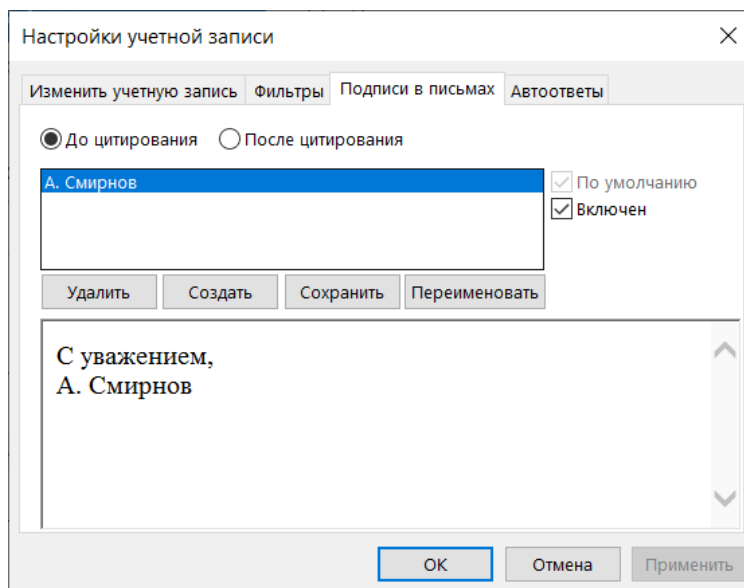 Настройки учетной записи
Изменить учетную запись Фильтры Подписи в письмах Автоответы
До цитирования После цитирования
А. Смирнов По умолчанию
Включен
Удалить Создать Сохранить Переименовать
С уважением,
А. Смирнов
ОК Отмена Применить